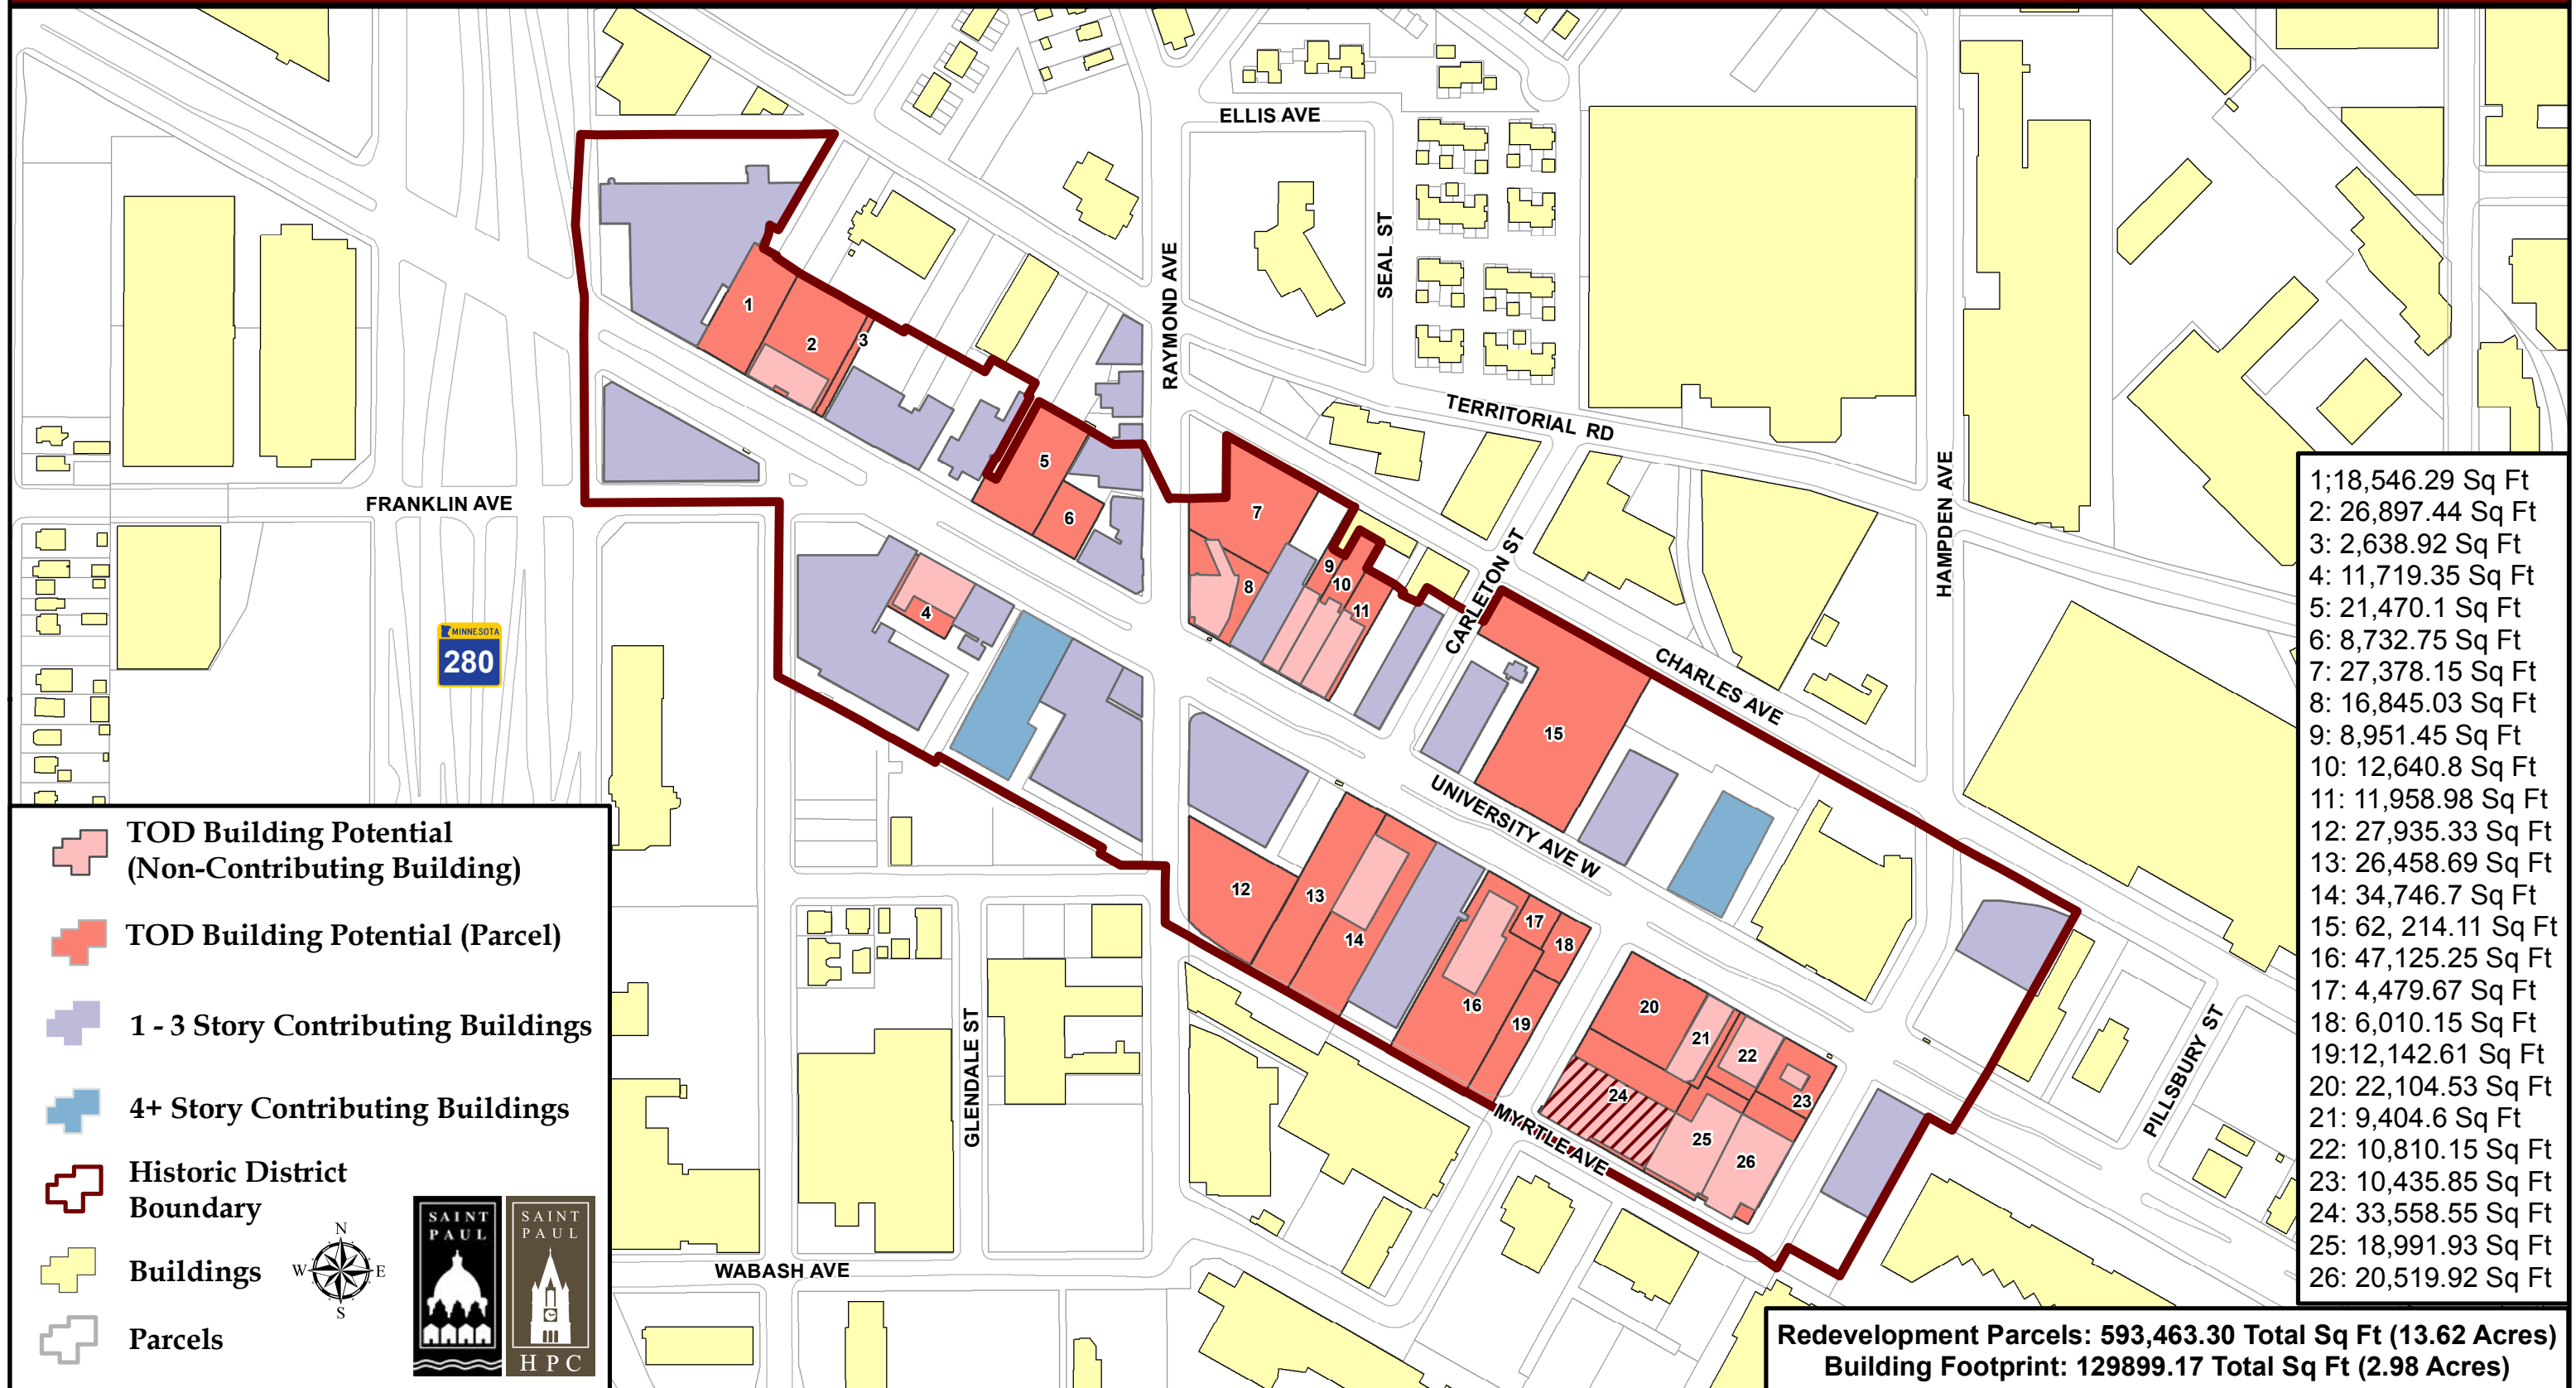 ELLIS AVE
RAYMOND AVE
SEAL ST
TERRITORIAL RD
HAMPDEN AVE
FRANKLIN AVE
CARLETON ST
CHARLES AVE
UNIVERSITY AVE W
MYRTLE AVE
GLENDALE ST
WABASH AVE
PILLSBURY ST
MINNESOTA
280
1
2
3
4
5
6
7
8
9
10
11
12
13
14
15
16
17
18
19
20
21
22
23
24
25
26
TOD Building Potential
(Non-Contributing Building)
TOD Building Potential (Parcel)
1 - 3 Story Contributing Buildings
4+ Story Contributing Buildings
Historic District
Boundary
Buildings
Parcels
N
W
E
S
SAINT
PAUL
SAINT
PAUL
HPC
1;18,546.29 Sq Ft
2: 26,897.44 Sq Ft
3: 2,638.92 Sq Ft
4: 11,719.35 Sq Ft
5: 21,470.1 Sq Ft
6: 8,732.75 Sq Ft
7: 27,378.15 Sq Ft
8: 16,845.03 Sq Ft
9: 8,951.45 Sq Ft
10: 12,640.8 Sq Ft
11: 11,958.98 Sq Ft
12: 27,935.33 Sq Ft
13: 26,458.69 Sq Ft
14: 34,746.7 Sq Ft
15: 62, 214.11 Sq Ft
16: 47,125.25 Sq Ft
17: 4,479.67 Sq Ft
18: 6,010.15 Sq Ft
19:12,142.61 Sq Ft
20: 22,104.53 Sq Ft
21: 9,404.6 Sq Ft
22: 10,810.15 Sq Ft
23: 10,435.85 Sq Ft
24: 33,558.55 Sq Ft
25: 18,991.93 Sq Ft
26: 20,519.92 Sq Ft
Redevelopment Parcels: 593,463.30 Total Sq Ft (13.62 Acres)
Building Footprint: 129899.17 Total Sq Ft (2.98 Acres)